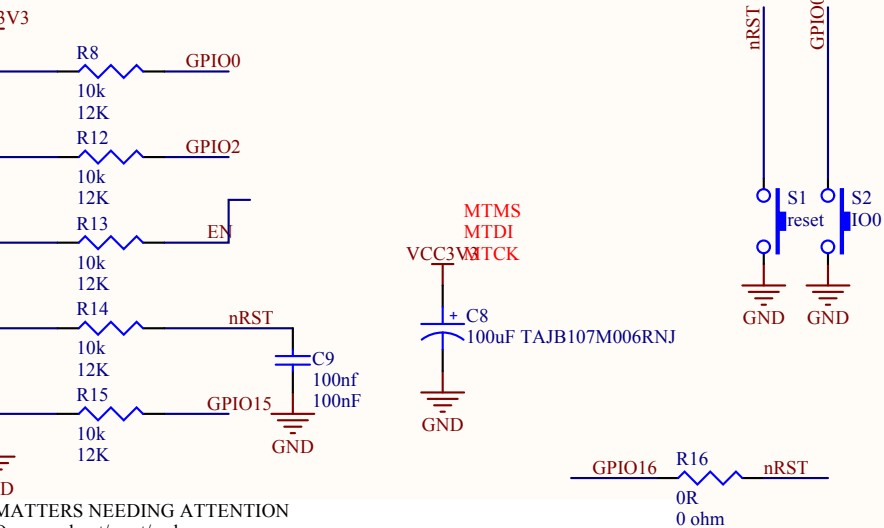 3V3
R8
GPIO0
10k
12K
R12
GPIO2
10k
12K
R13
EN
10k
12K
R14
nRST
10k
12K
C9
100nf
100nF
GND
R15
GPIO15
10k
12K
MTMS
MTDI
MTCK
VCC3V3
+
C8
100uF TAJB107M006RNJ
GND
nRST
S1
reset
GND
S2
IO0
GND
GPIO16
R16
nRST
0R
0 ohm
D
MATTERS NEEDING ATTENTION